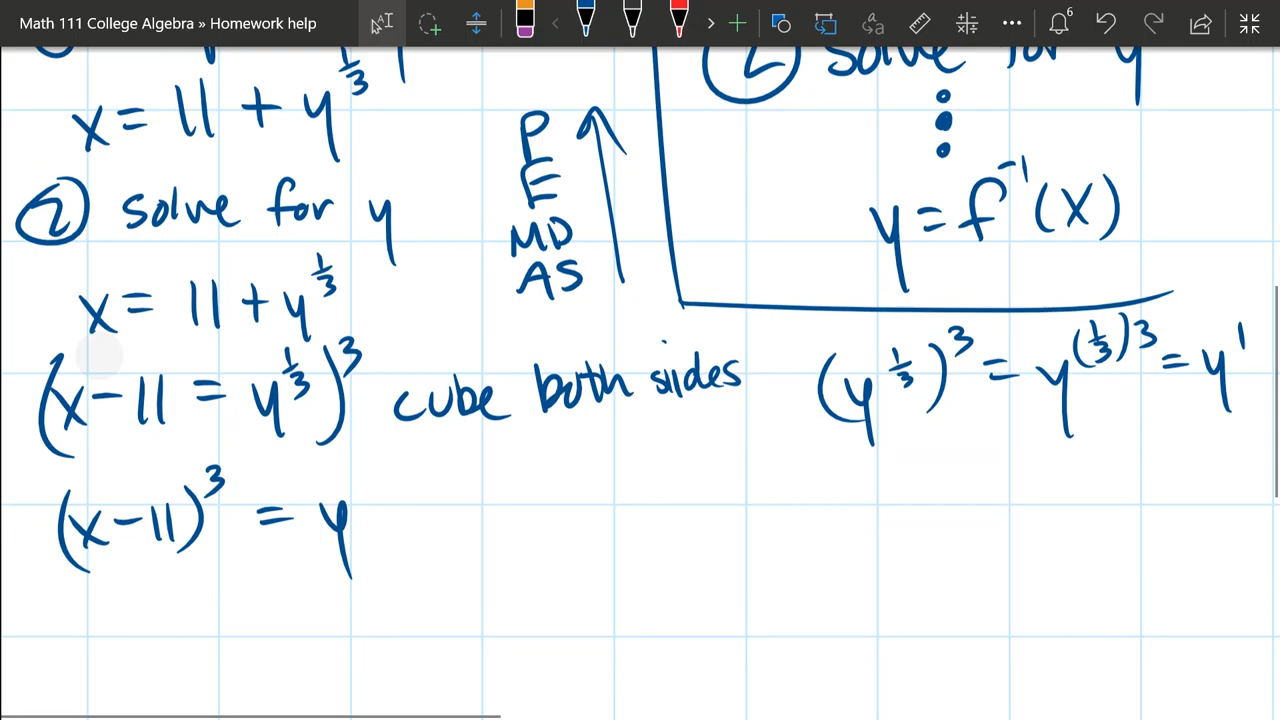 Math 111 College Algebra » Homework help
6
x = 11 + y^(1/3)
② solve for y
x = 11 + y^(1/3)
(x − 11 = y^(1/3))^3 cube both sides
(x − 11)^3 = y
P
E
MD
AS
② solve for y
y = f^(-1)(x)
(y^(1/3))^3 = y^((1/3)3) = y^1